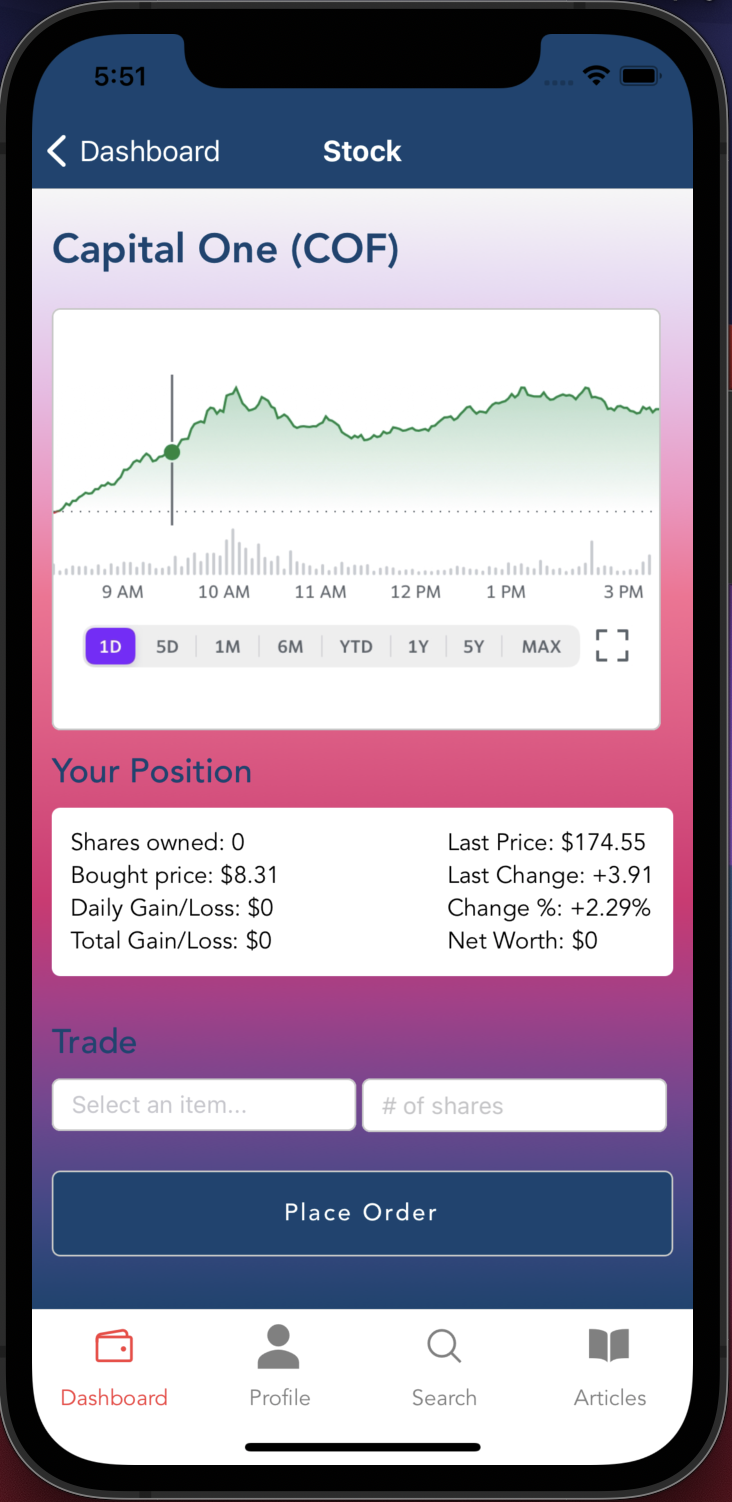 5:51
Dashboard Stock
Capital One (COF)
9 AM 10 AM 11 AM 12 PM 1 PM 3 PM
1D 5D 1M 6M YTD 1Y 5Y MAX
Your Position
Shares owned: 0
Bought price: $8.31
Daily Gain/Loss: $0
Total Gain/Loss: $0
Last Price: $174.55
Last Change: +3.91
Change %: +2.29%
Net Worth: $0
Trade
Select an item...
# of shares
Place Order
Dashboard Profile Search Articles